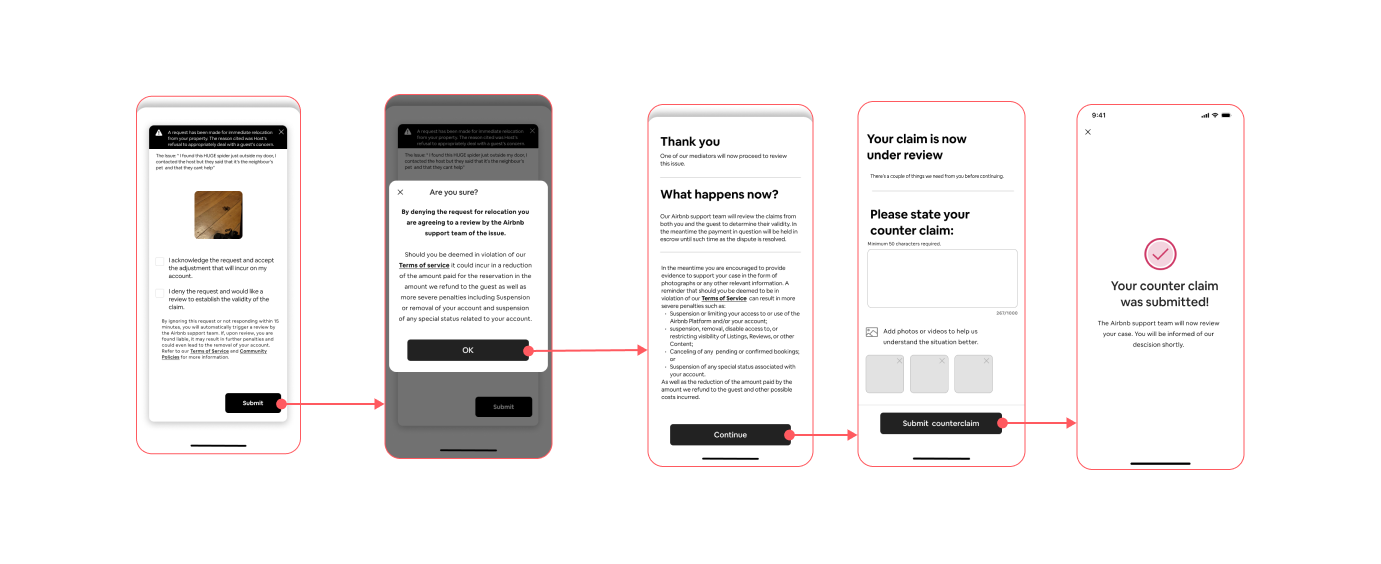 A request has been made for immediate relocation
from your property. The reason cited was Host's
refusal to appropriately deal with a guest's concern
The issue: " I found this HUGE spider just outside my door, I
contacted the host but they said that it's the neighbour's
pet and that they cant help"
I acknowledge the request and accept
the adjustment that will incur on my
account.
I deny the request and would like a
review to establish the validity of the
claim.
By ignoring this request or not responding within 15
minutes, you will automatically trigger a review by
the Airbnb support team. If, upon review, you are
found liable, it may result in further penalties and
could even lead to the removal of your account.
Refer to our Terms of Service and Community
Policies for more information.
Submit
A request has been made for immediate relocation
from your property. The reason cited was Host's
refusal to appropriately deal with a guest's concern
The issue: " I found this HUGE spider just outside my door, I
contacted the host but they said that it's the neighbour's
pet and that they cant help"
Are you sure?
By denying the request for relocation you
are agreeing to a review by the Airbnb
support team of the issue.
Should you be deemed in violation of our
Terms of service it could incur in a reduction
of the amount paid for the reservation in the
amount we refund to the guest as well as
more severe penalties including Suspension
or removal of your account and suspension
of any special status related to your account.
OK
Submit
Thank you
One of our mediators will now proceed to review
this issue.
What happens now?
Our Airbnb support team will review the claims from
both you and the guest to determine their validity. In
the meantime the payment in question will be held in
escrow until such time as the dispute is resolved.
In the meantime you are encouraged to provide
evidence to support your case in the form of
photographs or any other relevant information. A
reminder that should you be deemed to be in
violation of our Terms of Service can result in more
severe penalties such as:
• Suspension or limiting your access to or use of the
Airbnb Platform and/or your account;
• suspension, removal, disable access to, or
restricting visibility of Listings, Reviews, or other
Content;
• Canceling of any pending or confirmed bookings;
or
• Suspension of any special status associated with
your account.
As well as the reduction of the amount paid by the
amount we refund to the guest and other possible
costs incurred.
Continue
Your claim is now
under review
There's a couple of things we need from you before continuing.
Please state your
counter claim:
Minimum 50 characters required.
367/1000
Add photos or videos to help us
understand the situation better.
Submit counterclaim
9:41
Your counter claim
was submitted!
The Airbnb support team will now review
your case. You will be informed of our
descision shortly.